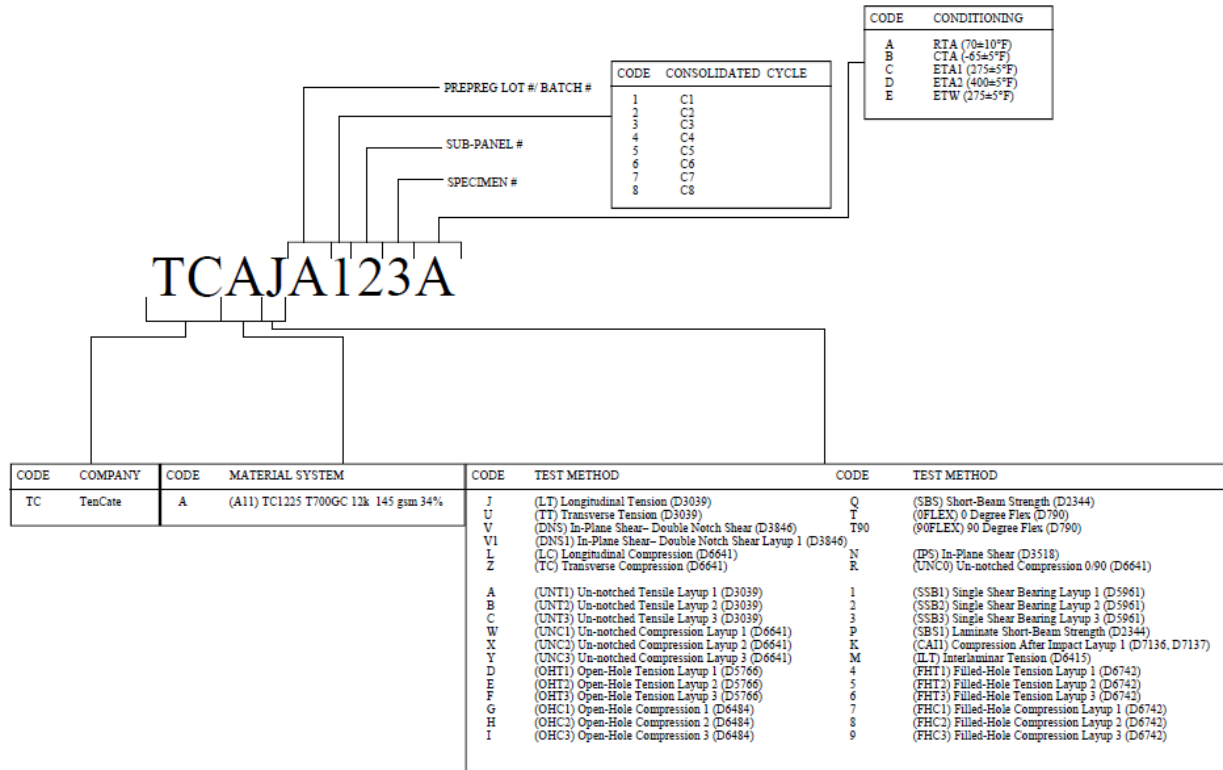 CODE CONDITIONING
A RTA (70±10°F)
B CTA (-65±5°F)
C ETA1 (275±5°F)
D ETA2 (400±5°F)
E ETW (275±5°F)
CODE CONSOLIDATED CYCLE
1 C1
2 C2
3 C3
4 C4
5 C5
6 C6
7 C7
8 C8
PREPREG LOT #/ BATCH #
SUB-PANEL #
SPECIMEN #
TCAJA123A
CODE COMPANY
TC TenCate
CODE MATERIAL SYSTEM
A (A11) TC1225 T700GC 12k 145 gsm 34%
CODE TEST METHOD CODE TEST METHOD
J (LT) Longitudinal Tension (D3039) Q (SBS) Short-Beam Strength (D2344)
U (TT) Transverse Tension (D3039) T (0FLEX) 0 Degree Flex (D790)
V (DNS) In-Plane Shear– Double Notch Shear (D3846) T90 (90FLEX) 90 Degree Flex (D790)
V1 (DNS1) In-Plane Shear– Double Notch Shear Layup 1 (D3846)
L (LC) Longitudinal Compression (D6641) N (IPS) In-Plane Shear (D3518)
Z (TC) Transverse Compression (D6641) R (UNC0) Un-notched Compression 0/90 (D6641)
A (UNT1) Un-notched Tensile Layup 1 (D3039) 1 (SSB1) Single Shear Bearing Layup 1 (D5961)
B (UNT2) Un-notched Tensile Layup 2 (D3039) 2 (SSB2) Single Shear Bearing Layup 2 (D5961)
C (UNT3) Un-notched Tensile Layup 3 (D3039) 3 (SSB3) Single Shear Bearing Layup 3 (D5961)
W (UNC1) Un-notched Compression Layup 1 (D6641) P (SBS1) Laminate Short-Beam Strength (D2344)
X (UNC2) Un-notched Compression Layup 2 (D6641) K (CAI1) Compression After Impact Layup 1 (D7136, D7137)
Y (UNC3) Un-notched Compression Layup 3 (D6641) M (ILT) Interlaminar Tension (D6415)
D (OHT1) Open-Hole Tension Layup 1 (D5766) 4 (FHT1) Filled-Hole Tension Layup 1 (D6742)
E (OHT2) Open-Hole Tension Layup 2 (D5766) 5 (FHT2) Filled-Hole Tension Layup 2 (D6742)
F (OHT3) Open-Hole Tension Layup 3 (D5766) 6 (FHT3) Filled-Hole Tension Layup 3 (D6742)
G (OHC1) Open-Hole Compression 1 (D6484) 7 (FHC1) Filled-Hole Compression Layup 1 (D6742)
H (OHC2) Open-Hole Compression 2 (D6484) 8 (FHC2) Filled-Hole Compression Layup 2 (D6742)
I (OHC3) Open-Hole Compression 3 (D6484) 9 (FHC3) Filled-Hole Compression Layup 3 (D6742)